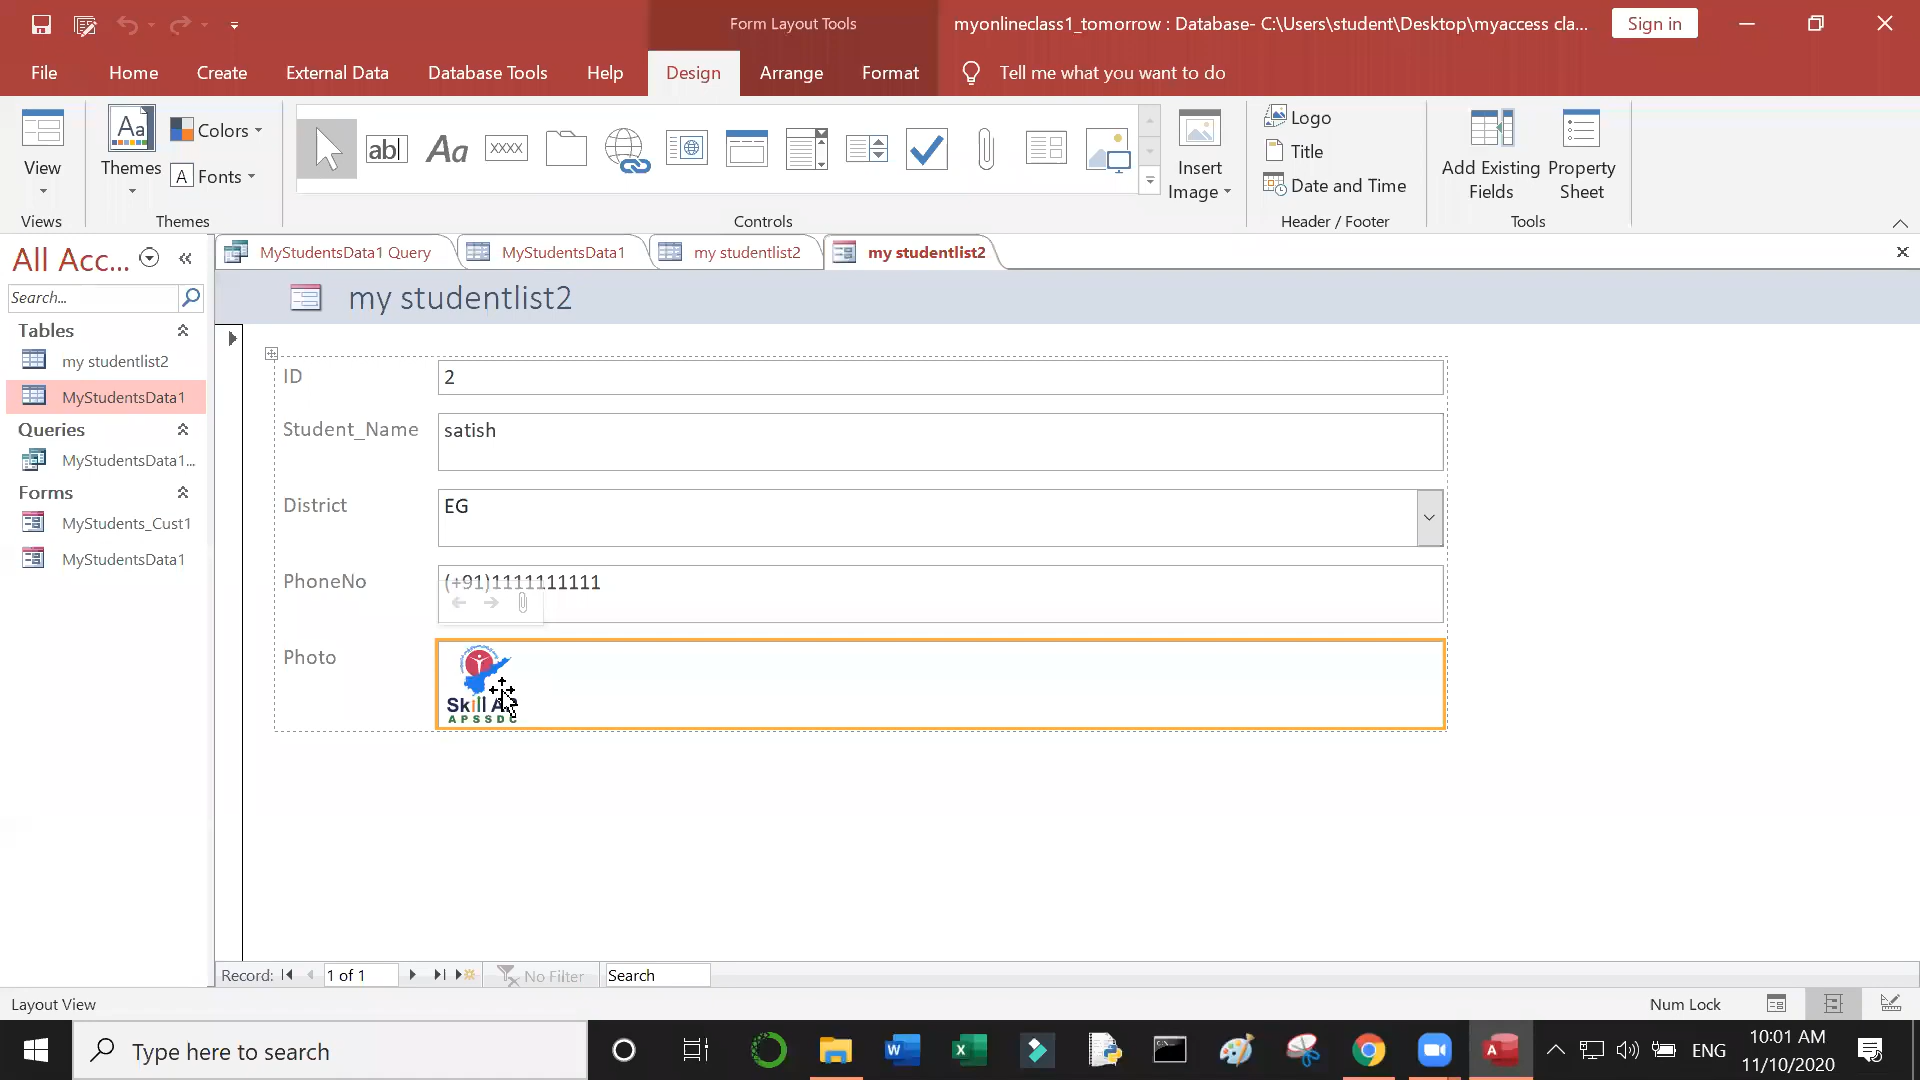 Form Layout Tools
myonlineclass1_tomorrow : Database- C:\Users\student\Desktop\myaccess cla...
Sign in
File
Home
Create
External Data
Database Tools
Help
Design
Arrange
Format
Tell me what you want to do
View
Views
Aa
Themes
Colors
A Fonts
Themes
ab
Aa
XXXX
Controls
Insert
Image
Logo
Title
Date and Time
Header / Footer
Add Existing
Fields
Property
Sheet
Tools
All Acc...
Search...
Tables
my studentlist2
MyStudentsData1
Queries
MyStudentsData1...
Forms
MyStudents_Cust1
MyStudentsData1
MyStudentsData1 Query
MyStudentsData1
my studentlist2
my studentlist2
my studentlist2
ID
2
Student_Name
satish
District
EG
PhoneNo
(+91)1111111111
Photo
Skill AP
APSSDC
Record:
1 of 1
No Filter
Search
Layout View
Num Lock
Type here to search
ENG
10:01 AM
11/10/2020